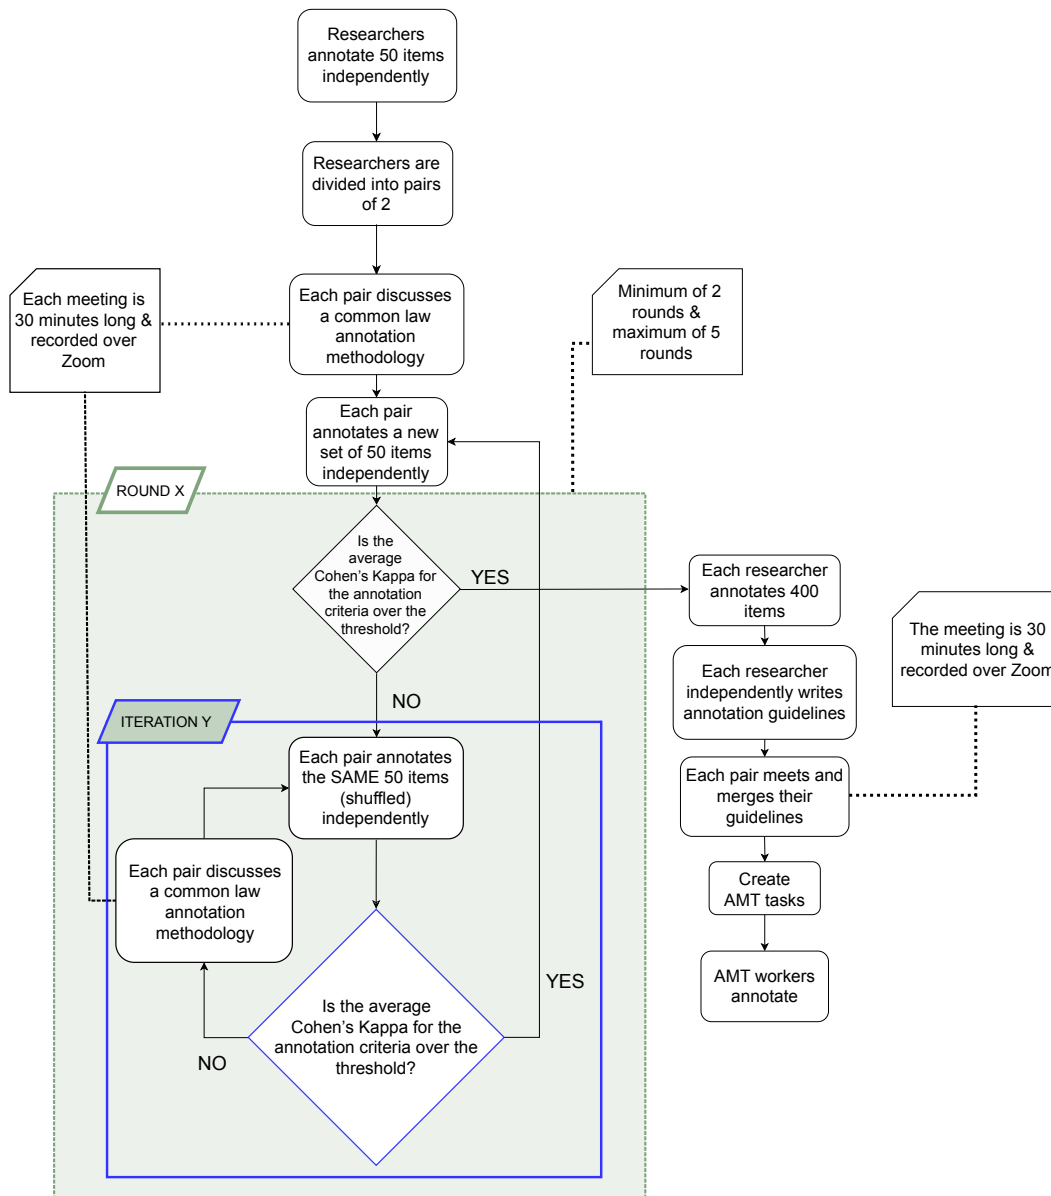 Researchers
annotate 50 items
independently
Researchers are
divided into pairs
of 2
Each meeting is
30 minutes long &
recorded over
Zoom
Each pair discusses
a common law
annotation
methodology
Minimum of 2
rounds &
maximum of 5
rounds
Each pair
annotates a new
set of 50 items
independently
ROUND X
Is the
average
Cohen's Kappa for
the annotation
criteria over the
threshold?
YES
Each researcher
annotates 400
items
The meeting is 30
minutes long &
recorded over Zoom
Each researcher
independently writes
annotation guidelines
NO
ITERATION Y
Each pair annotates
the SAME 50 items
(shuffled)
independently
Each pair meets and
merges their
guidelines
Each pair discusses
a common law
annotation
methodology
Create
AMT tasks
AMT workers
annotate
YES
Is the average
Cohen's Kappa for the
annotation criteria over the
threshold?
NO